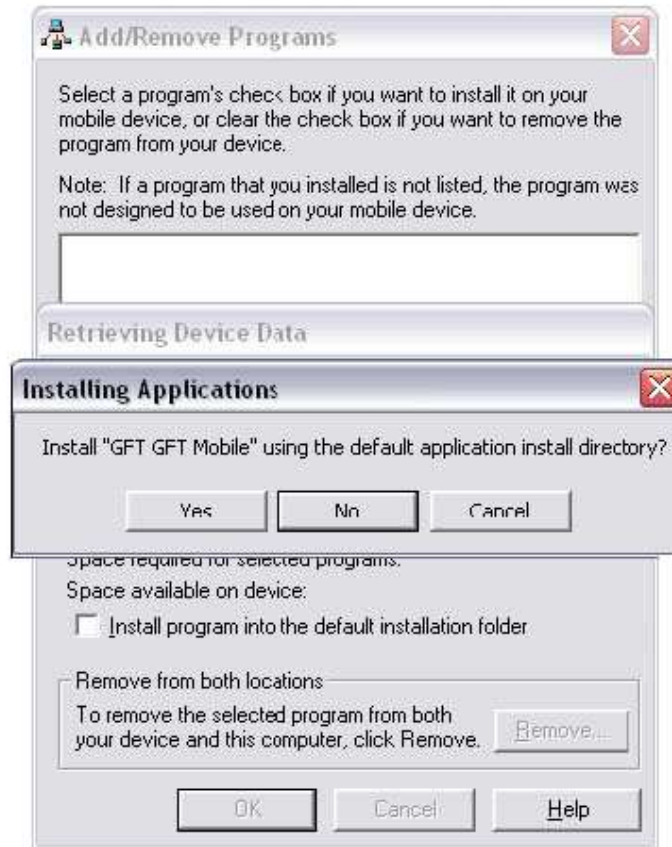 Add/Remove Programs
Select a program's check box if you want to install it on your
mobile device, or clear the check box if you want to remove the
program from your device.
Note: If a program that you installed is not listed, the program was
not designed to be used on your mobile device.
Retrieving Device Data
Installing Applications
Install "GFT GFT Mobile" using the default application install directory?
Yes No Cancel
Space required for selected programs:
Space available on device:
Install program into the default installation folder
Remove from both locations
To remove the selected program from both
your device and this computer, click Remove.
Remove...
OK Cancel Help